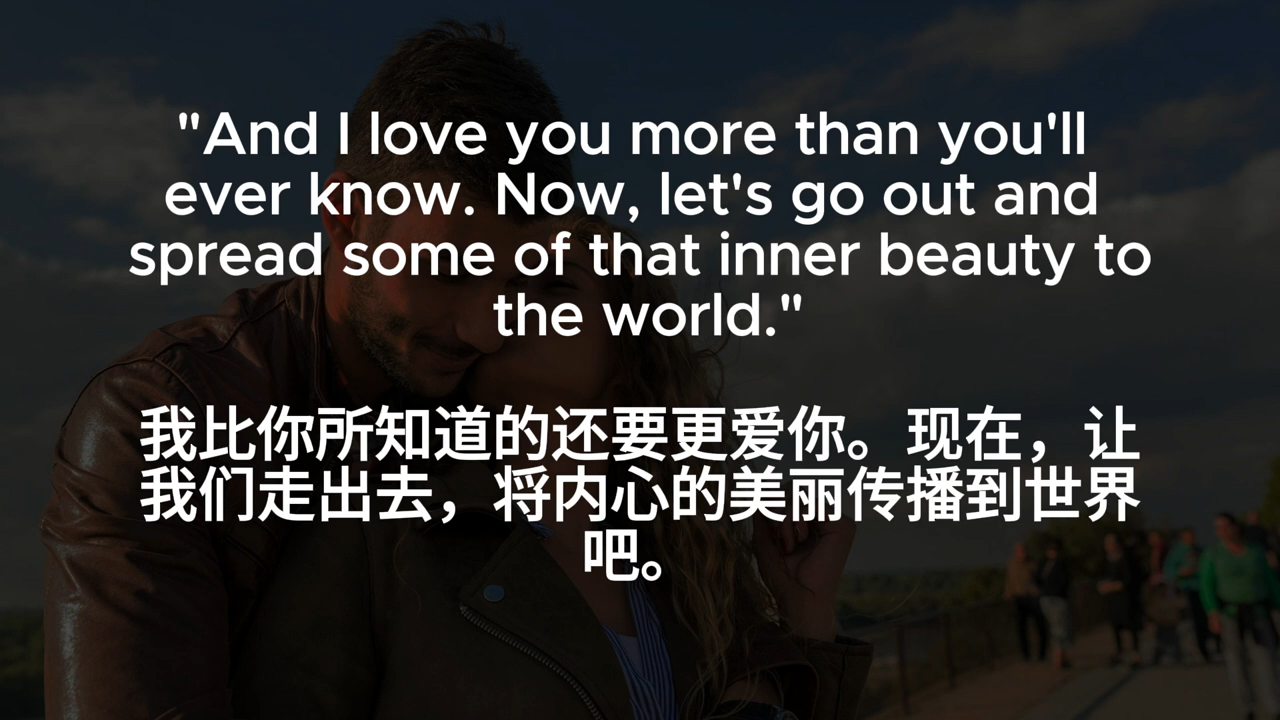 "And I love you more than you'll
ever know. Now, let's go out and
spread some of that inner beauty to
the world."
我比你所知道的还要更爱你。现在，让
我们走出去，将内心的美丽传播到世界
吧。